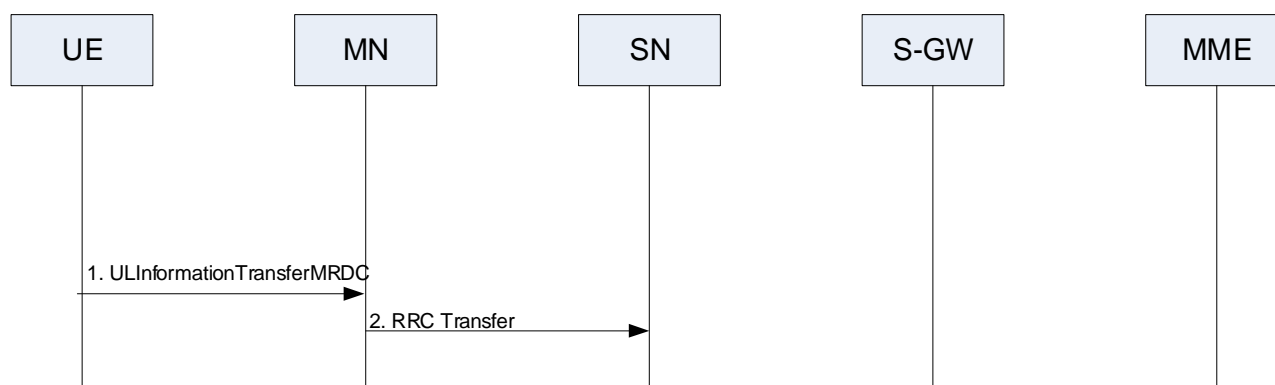 UE
MN
SN
S-GW
MME
1. ULInformationTransferMRDC
2. RRC Transfer